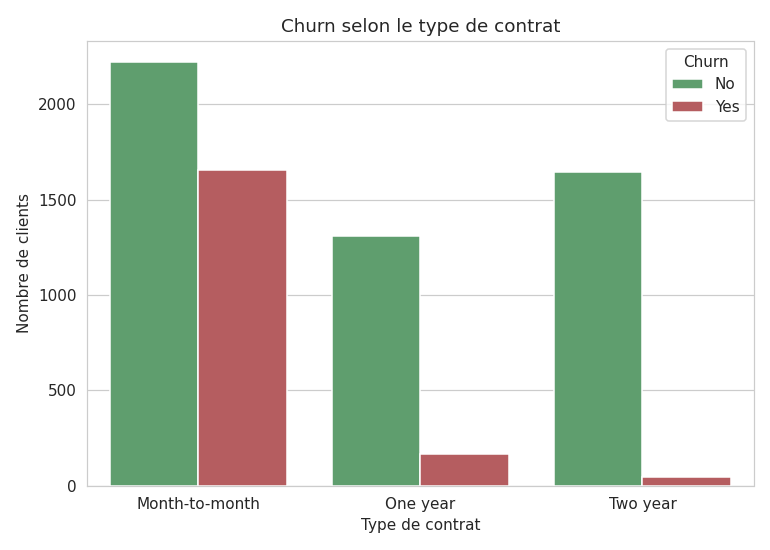 Churn selon le type de contrat
Churn
No
Yes
Nombre de clients
2000
1500
1000
500
0
Month-to-month
One year
Two year
Type de contrat